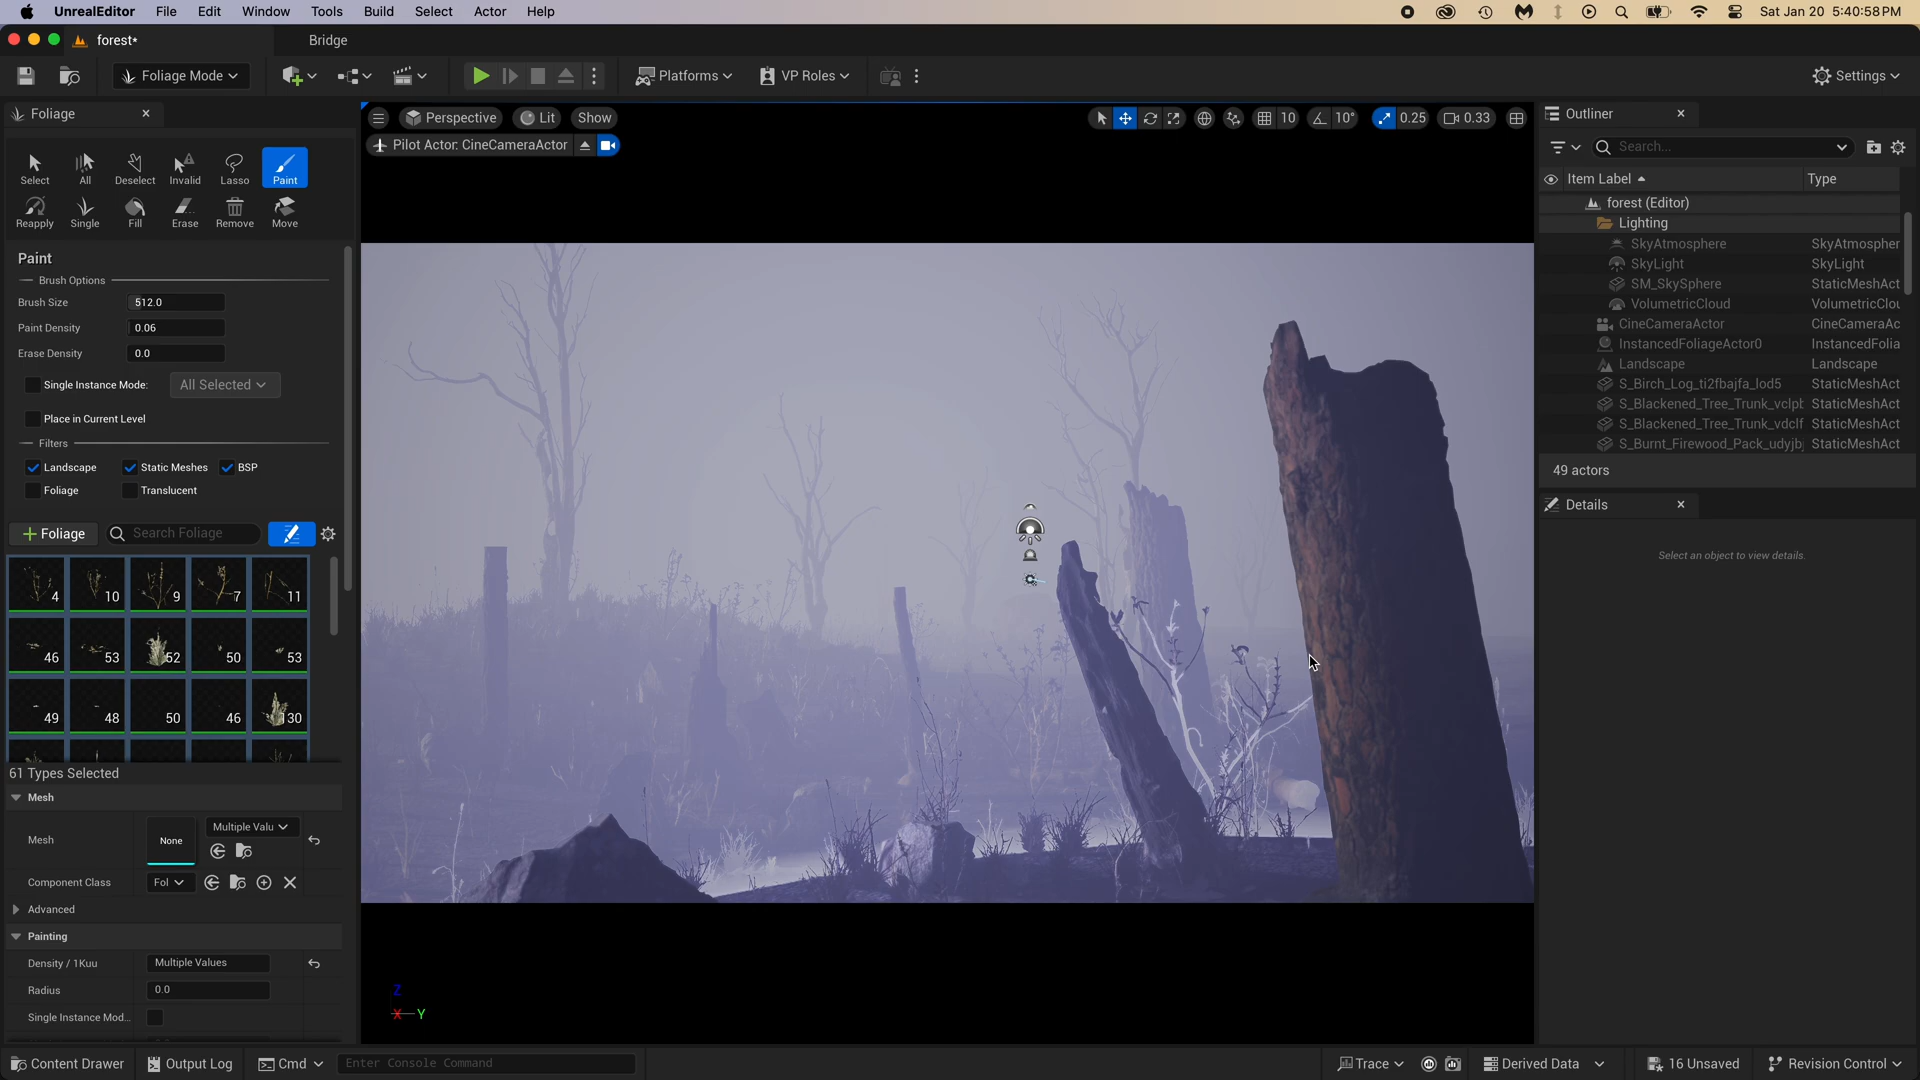 UnrealEditor File Edit Window Tools Build Select Actor Help Sat Jan 20 5:40:58 PM
forest* Bridge
Foliage Mode Platforms VP Roles Settings
Foliage Perspective Lit Show 10 10° 0.25 0.33 Outliner
Pilot Actor: CineCameraActor Search...
Item Label Type
Select All Deselect Invalid Lasso Paint
Reapply Single Fill Erase Remove Move
Paint
Brush Options
Brush Size 512.0
Paint Density 0.06
Erase Density 0.0
Single Instance Mode: All Selected
Place in Current Level
Filters
Landscape Static Meshes BSP
Foliage Translucent
Foliage Search Foliage
4 10 9 7 11
46 53 52 50 53
49 48 50 46 30
61 Types Selected
Mesh
Mesh None Multiple Valu
Component Class Fol
Advanced
Painting
Density / 1Kuu Multiple Values
Radius 0.0
Single Instance Mod...
forest (Editor)
Lighting
SkyAtmosphere SkyAtmospher
SkyLight SkyLight
SM_SkySphere StaticMeshAct
VolumetricCloud VolumetricClou
CineCameraActor CineCameraAc
InstancedFoliageActor0 InstancedFolia
Landscape Landscape
S_Birch_Log_ti2fbajfa_lod5 StaticMeshAct
S_Blackened_Tree_Trunk_vclpb StaticMeshAct
S_Blackened_Tree_Trunk_vdclf StaticMeshAct
S_Burnt_Firewood_Pack_udyjbj StaticMeshAct
49 actors
Details
Select an object to view details.
Z
X Y
Content Drawer Output Log Cmd Enter Console Command Trace Derived Data 16 Unsaved Revision Control